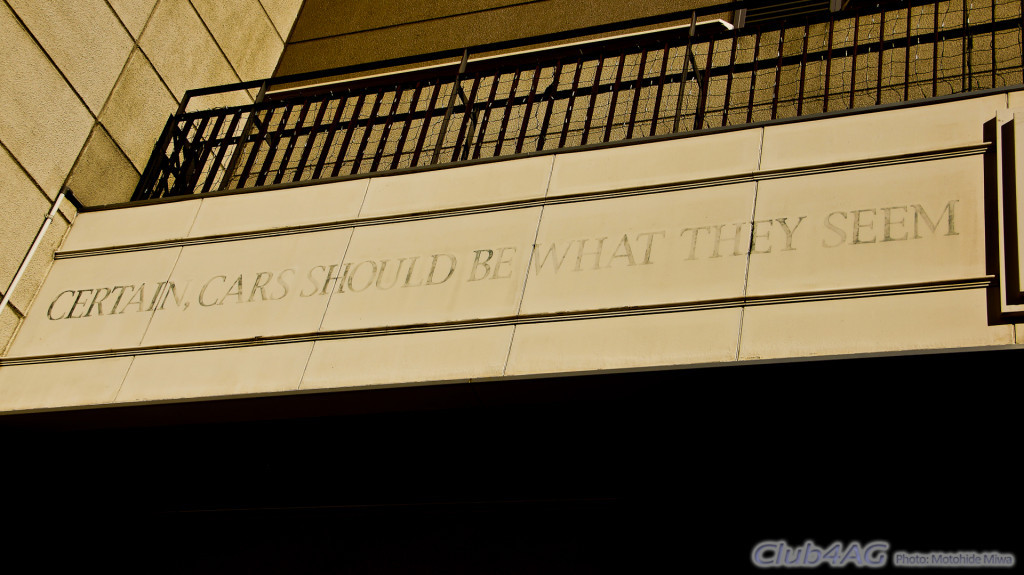 CERTAIN, CARS SHOULD BE WHAT THEY SEEM
Club4AG Photo: Motohide Miwa